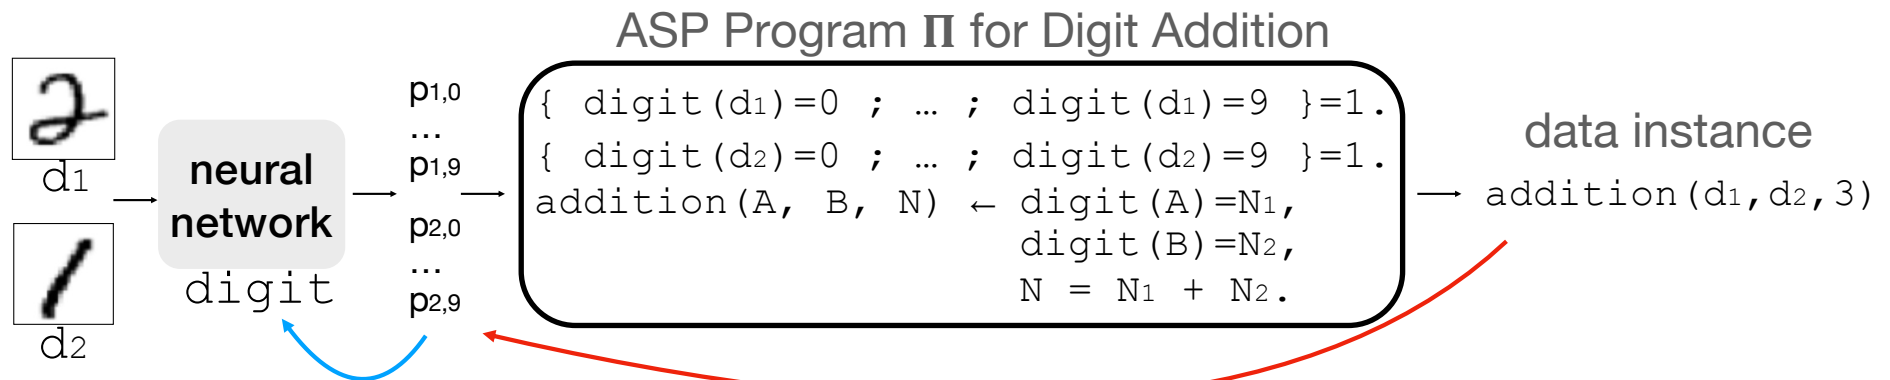 ASP Program Π for Digit Addition
2
d1
1
d2
neural
network
digit
p1,0
...
p1,9
p2,0
...
p2,9
{ digit(d1)=0 ; … ; digit(d1)=9 }=1.
{ digit(d2)=0 ; … ; digit(d2)=9 }=1.
addition(A, B, N) ← digit(A)=N1,
digit(B)=N2,
N = N1 + N2.
data instance
addition(d1,d2,3)